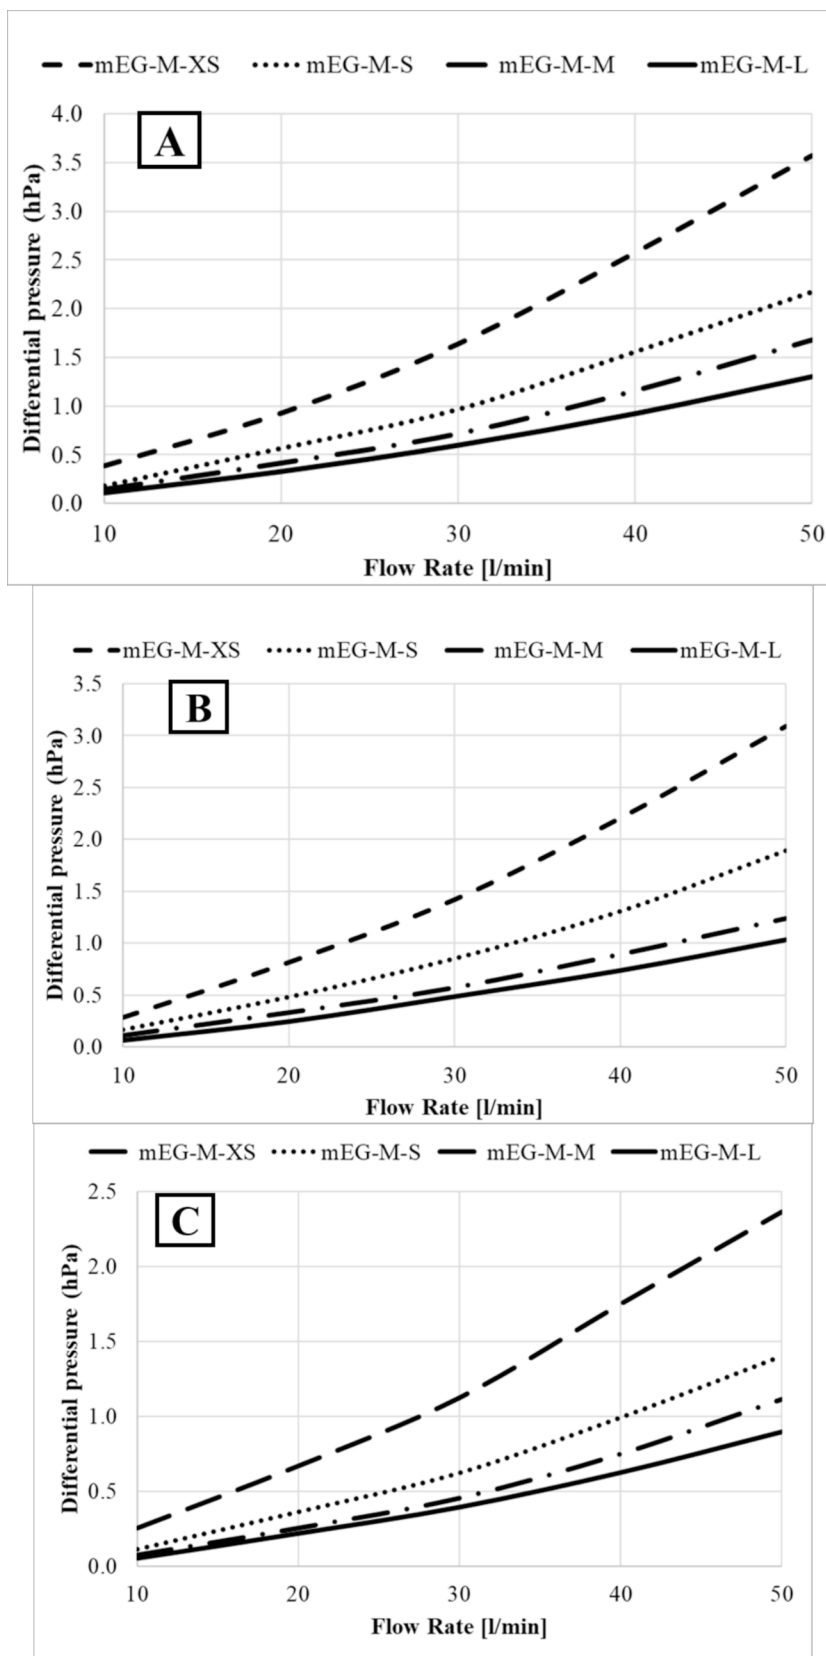 mEG-M-XS mEG-M-S mEG-M-M mEG-M-L
A
Differential pressure (hPa)
4.0
3.5
3.0
2.5
2.0
1.5
1.0
0.5
0.0
10 20 30 40 50
Flow Rate [l/min]
mEG-M-XS mEG-M-S mEG-M-M mEG-M-L
B
Differential pressure (hPa)
3.5
3.0
2.5
2.0
1.5
1.0
0.5
0.0
10 20 30 40 50
Flow Rate [l/min]
mEG-M-XS mEG-M-S mEG-M-M mEG-M-L
C
Differential pressure (hPa)
2.5
2.0
1.5
1.0
0.5
0.0
10 20 30 40 50
Flow Rate [l/min]